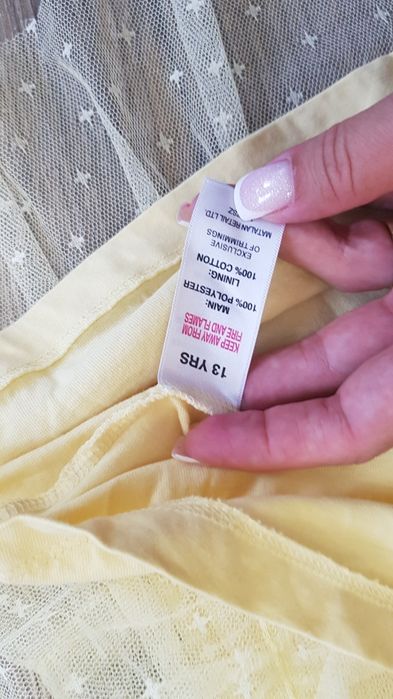 13 YRS
KEEP AWAY FROM
FIRE AND FLAMES
MAIN:
100% POLYESTER
LINING:
100% COTTON
EXCLUSIVE
OF TRIMMINGS
MATALAN RETAIL LTD.